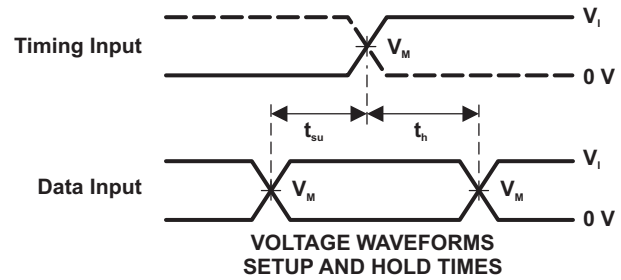 V_I
Timing Input
V_M
0 V
t_su
t_h
V_I
Data Input
V_M
V_M
0 V
VOLTAGE WAVEFORMS
SETUP AND HOLD TIMES